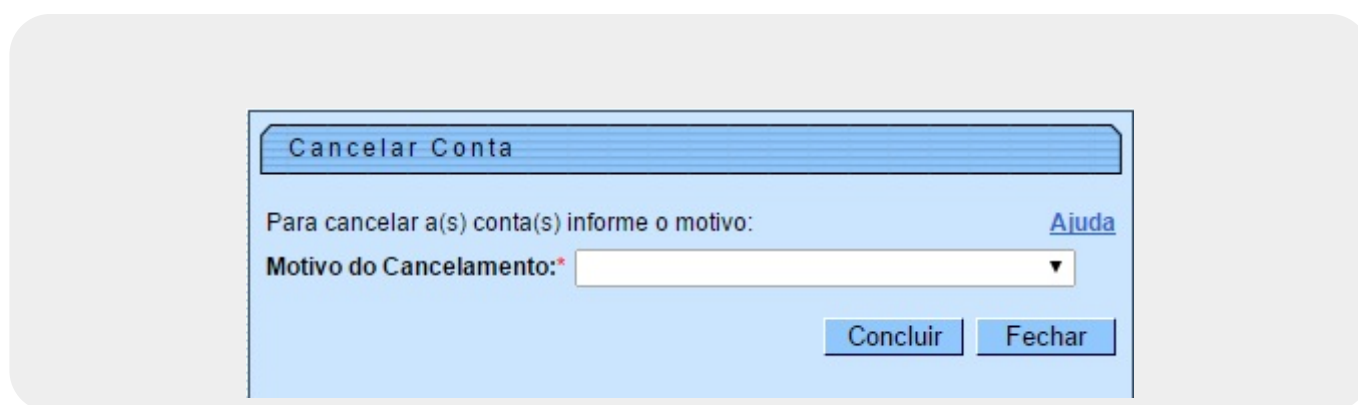 Cancelar Conta
Para cancelar a(s) conta(s) informe o motivo: Ajuda
Motivo do Cancelamento:*
Concluir Fechar